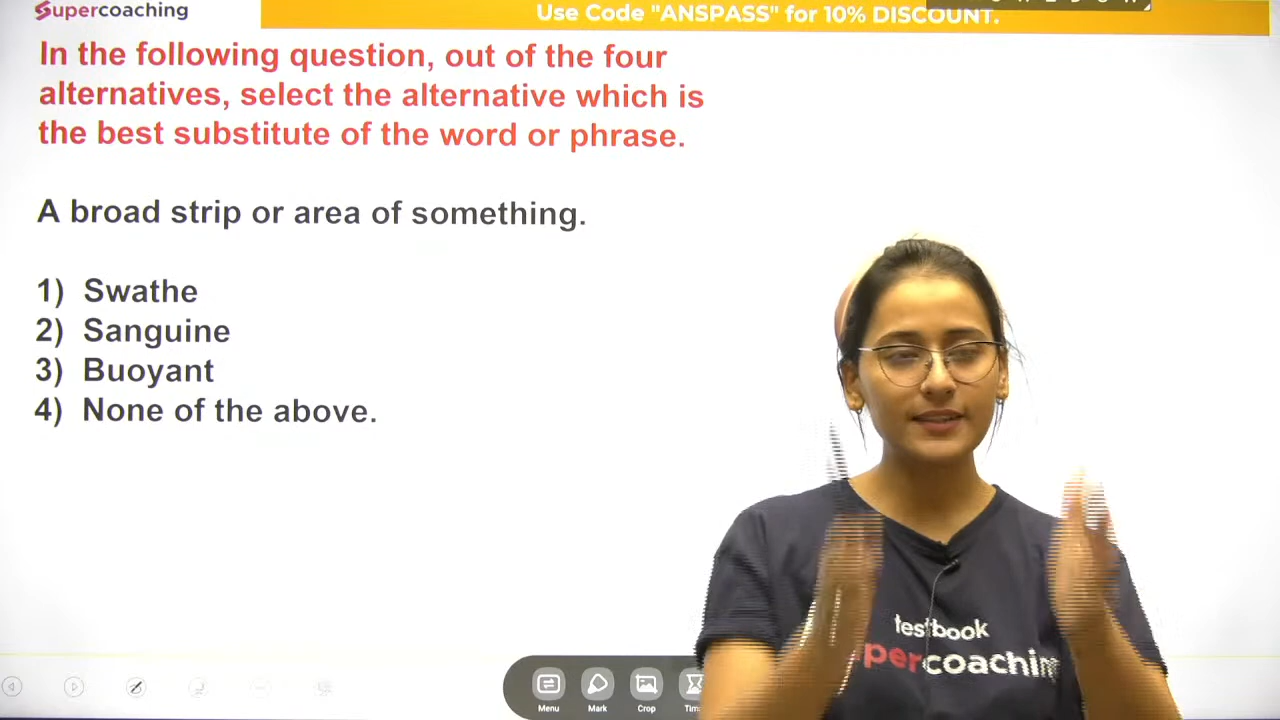 Supercoaching
Use Code "ANSPASS" for 10% DISCOUNT.
In the following question, out of the four
alternatives, select the alternative which is
the best substitute of the word or phrase.
A broad strip or area of something.
1) Swathe
2) Sanguine
3) Buoyant
4) None of the above.
testbook
percoachin
Menu
Mark
Crop
Tim